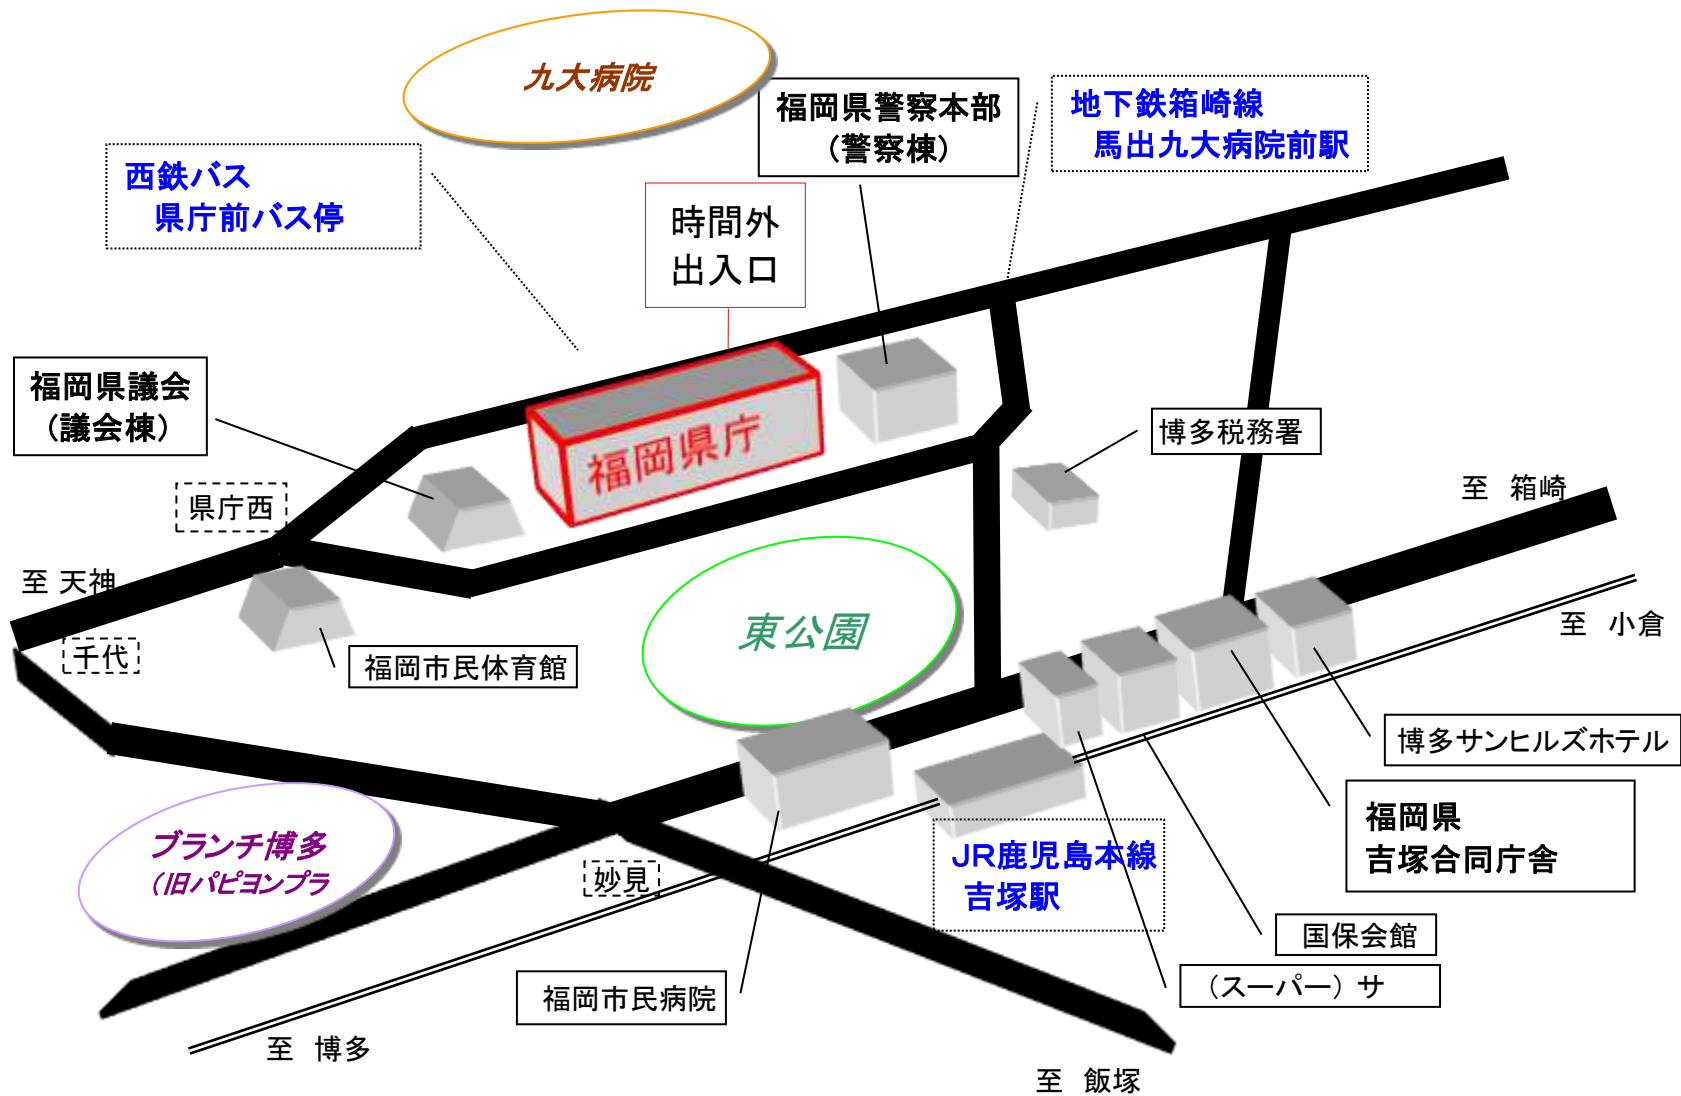 九大病院
福岡県警察本部
（警察棟）
地下鉄箱崎線
馬出九大病院前駅
西鉄バス
県庁前バス停
時間外
出入口
福岡県議会
（議会棟）
福岡県庁
博多税務署
県庁西
至 箱崎
至 天神
千代
福岡市民体育館
東公園
至 小倉
博多サンヒルズホテル
福岡県
吉塚合同庁舎
ブランチ博多
（旧パピヨンプラ
妙見
JR鹿児島本線
吉塚駅
国保会館
（スーパー）サ
福岡市民病院
至 博多
至 飯塚